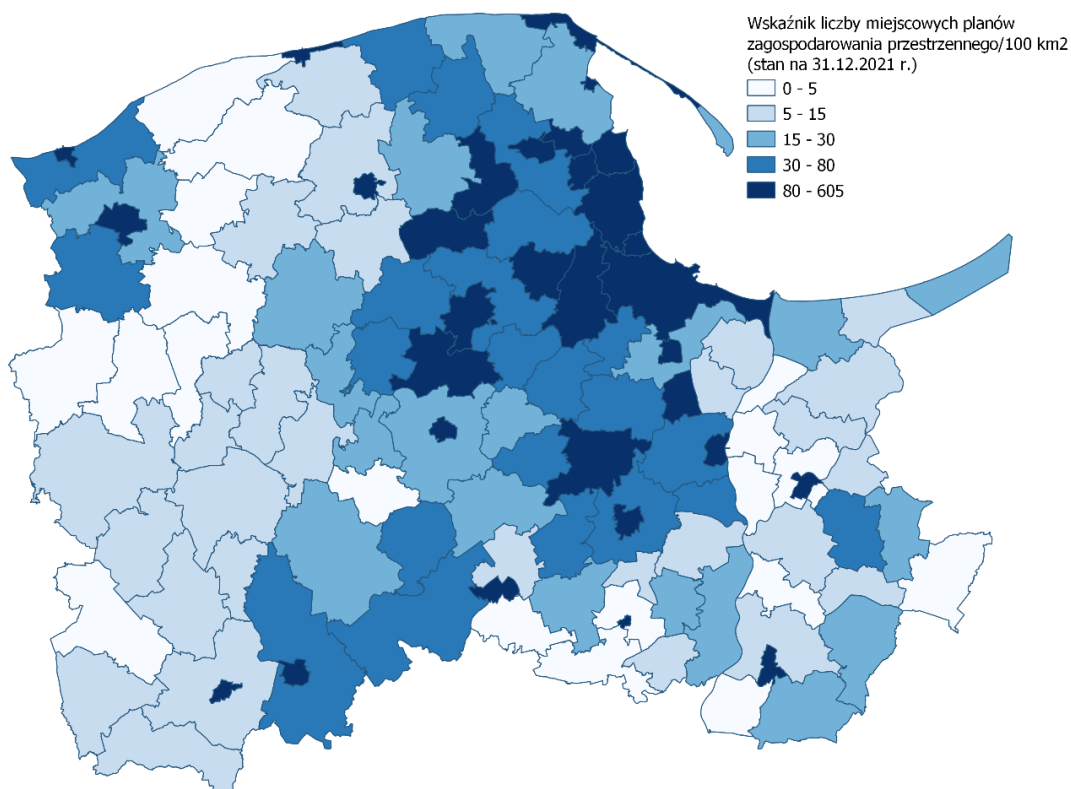 Wskaźnik liczby miejscowych planów
zagospodarowania przestrzennego/100 km2
(stan na 31.12.2021 r.)
0 - 5
5 - 15
15 - 30
30 - 80
80 - 605